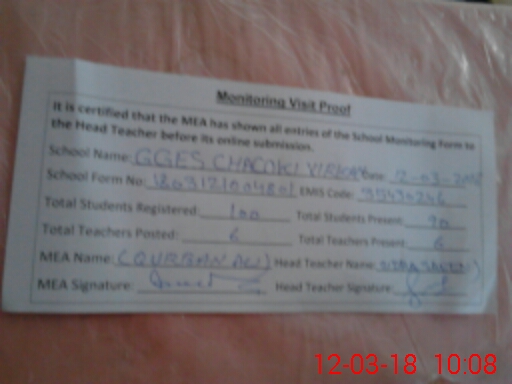 Monitoring Visit Proof
It is certified that the MEA has shown all entries of the School Monitoring Form to
the Head Teacher before its online submission.
School Name: GGES CHACOKI Date: 12-03-
School Form No: EMIS Code:
Total Students Registered: 100 Total Students Present: 90
Total Teachers Posted: 6 Total Teachers Present: 6
MEA Name: (QURBAN ALI) Head Teacher Name:
MEA Signature: Head Teacher Signature:
12-03-18 10:08